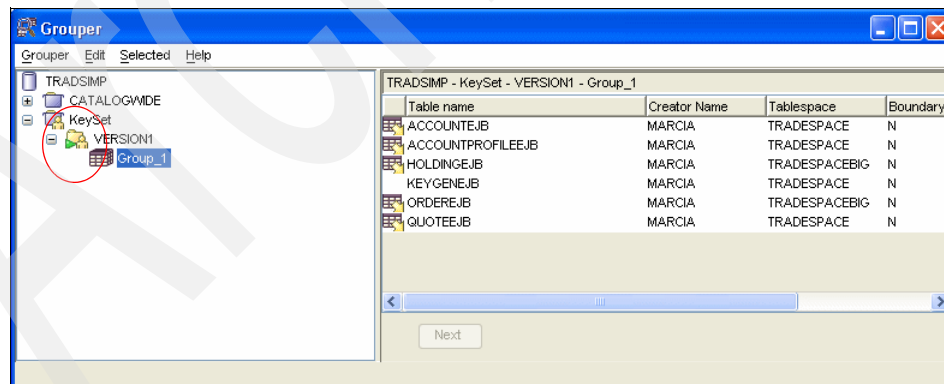 Grouper
Grouper Edit Selected Help
TRADSIMP
CATALOGWIDE
KeySet
VERSION1
Group_1
TRADSIMP - KeySet - VERSION1 - Group_1
Table name Creator Name Tablespace Boundary
ACCOUNTEJB MARCIA TRADESPACE N
ACCOUNTPROFILEEJB MARCIA TRADESPACE N
HOLDINGEJB MARCIA TRADESPACEBIG N
KEYGENEJB MARCIA TRADESPACE N
ORDEREJB MARCIA TRADESPACEBIG N
QUOTEEJB MARCIA TRADESPACE N
Next